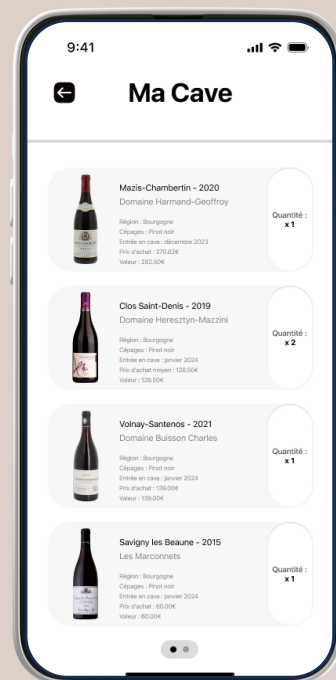 9:41
Ma Cave
Mazis-Chambertin - 2020
Domaine Harmand-Geoffroy
Région : Bourgogne
Cépages : Pinot noir
Entrée en cave : décembre 2023
Prix d'achat : 270.82€
Valeur : 282.50€
Quantité :
x 1
Clos Saint-Denis - 2019
Domaine Heresztyn-Mazzini
Région : Bourgogne
Cépages : Pinot noir
Entrée en cave : janvier 2024
Prix d'achat moyen : 128.50€
Valeur : 128.50€
Quantité :
x 2
Volnay-Santenos - 2021
Domaine Buisson Charles
Région : Bourgogne
Cépages : Pinot noir
Entrée en cave : janvier 2024
Prix d'achat : 139.00€
Valeur : 139.00€
Quantité :
x 1
Savigny les Beaune - 2015
Les Marconnets
Région : Bourgogne
Cépages : Pinot noir
Entrée en cave : janvier 2024
Prix d'achat : 60.00€
Valeur : 60.00€
Quantité :
x 1